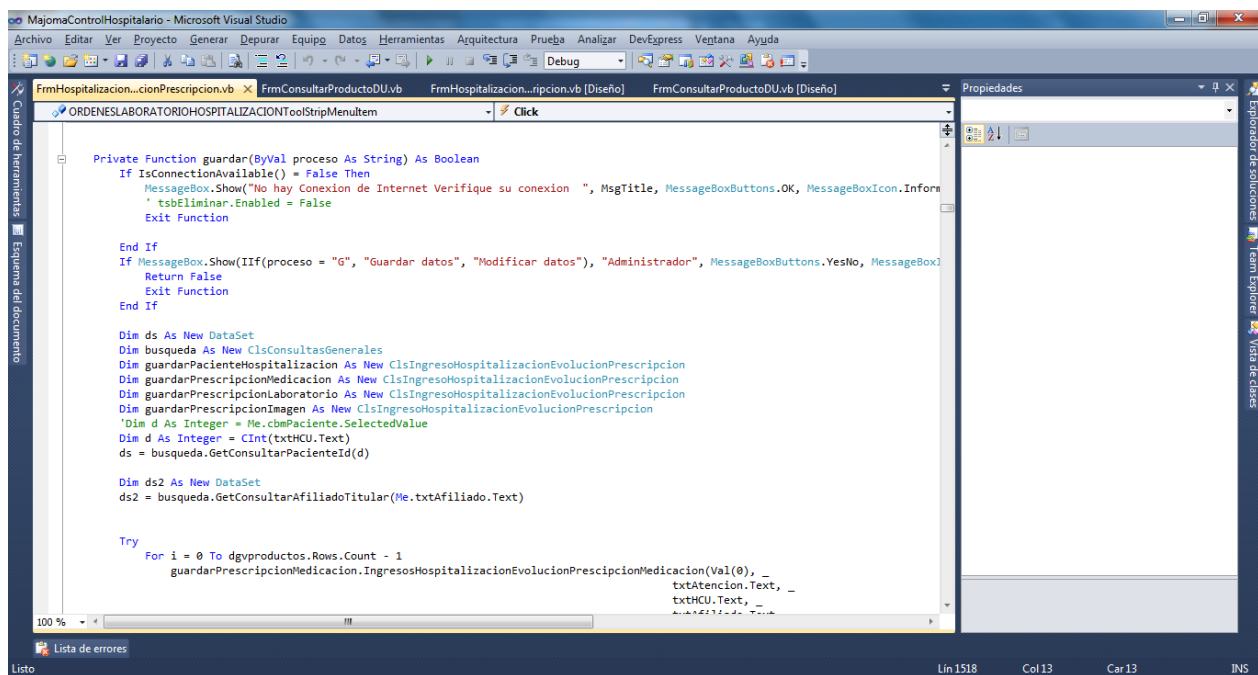 MajomaControlHospitalario - Microsoft Visual Studio
Archivo Editar Ver Proyecto Generar Depurar Equipo Datos Herramientas Arquitectura Prueba Analizar DevExpress Ventana Ayuda
Debug
FrmHospitalizacion...cionPrescripcion.vb FrmConsultarProductoDU.vb FrmHospitalizacion...ripcion.vb [Diseño] FrmConsultarProductoDU.vb [Diseño]
Propiedades
ORDENESLABORATORIOHOSPITALIZACIONToolStripMenuItem Click
Cuadro de herramientas
Esquema del documento
Private Function guardar(ByVal proceso As String) As Boolean
If IsConnectionAvailable() = False Then
MessageBox.Show("No hay Conexion de Internet Verifique su conexion  ", MsgTitle, MessageBoxButtons.OK, MessageBoxIcon.Inform
' tsbEliminar.Enabled = False
Exit Function
End If
If MessageBox.Show(IIf(proceso = "G", "Guardar datos", "Modificar datos"), "Administrador", MessageBoxButtons.YesNo, MessageBoxI
Return False
Exit Function
End If
Dim ds As New DataSet
Dim busqueda As New ClsConsultasGenerales
Dim guardarPacienteHospitalizacion As New ClsIngresoHospitalizacionEvolucionPrescripcion
Dim guardarPrescripcionMedicacion As New ClsIngresoHospitalizacionEvolucionPrescripcion
Dim guardarPrescripcionLaboratorio As New ClsIngresoHospitalizacionEvolucionPrescripcion
Dim guardarPrescripcionImagen As New ClsIngresoHospitalizacionEvolucionPrescripcion
'Dim d As Integer = Me.cbmPaciente.SelectedValue
Dim d As Integer = CInt(txtHCU.Text)
ds = busqueda.GetConsultarPacienteId(d)
Dim ds2 As New DataSet
ds2 = busqueda.GetConsultarAfiliadoTitular(Me.txtAfiliado.Text)
Try
For i = 0 To dgvproductos.Rows.Count - 1
guardarPrescripcionMedicacion.IngresosHospitalizacionEvolucionPrescipcionMedicacion(Val(0), _
txtAtencion.Text, _
txtHCU.Text, _
txtAfiliado.Text
100 %
Explorador de soluciones
Team Explorer
Vista de clases
Lista de errores
Listo Lín 1518 Col 13 Car 13 INS